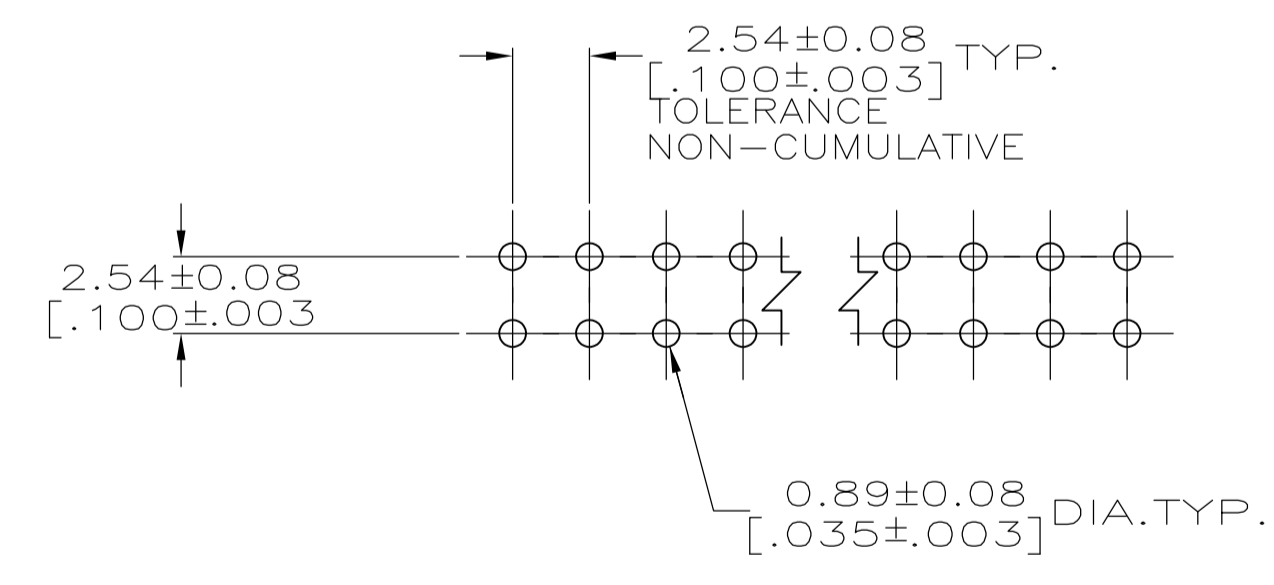 2.54±0.08
[.100±.003] TYP.
TOLERANCE
NON-CUMULATIVE
2.54±0.08
[.100±.003
0.89±0.08
[.035±.003] DIA.TYP.